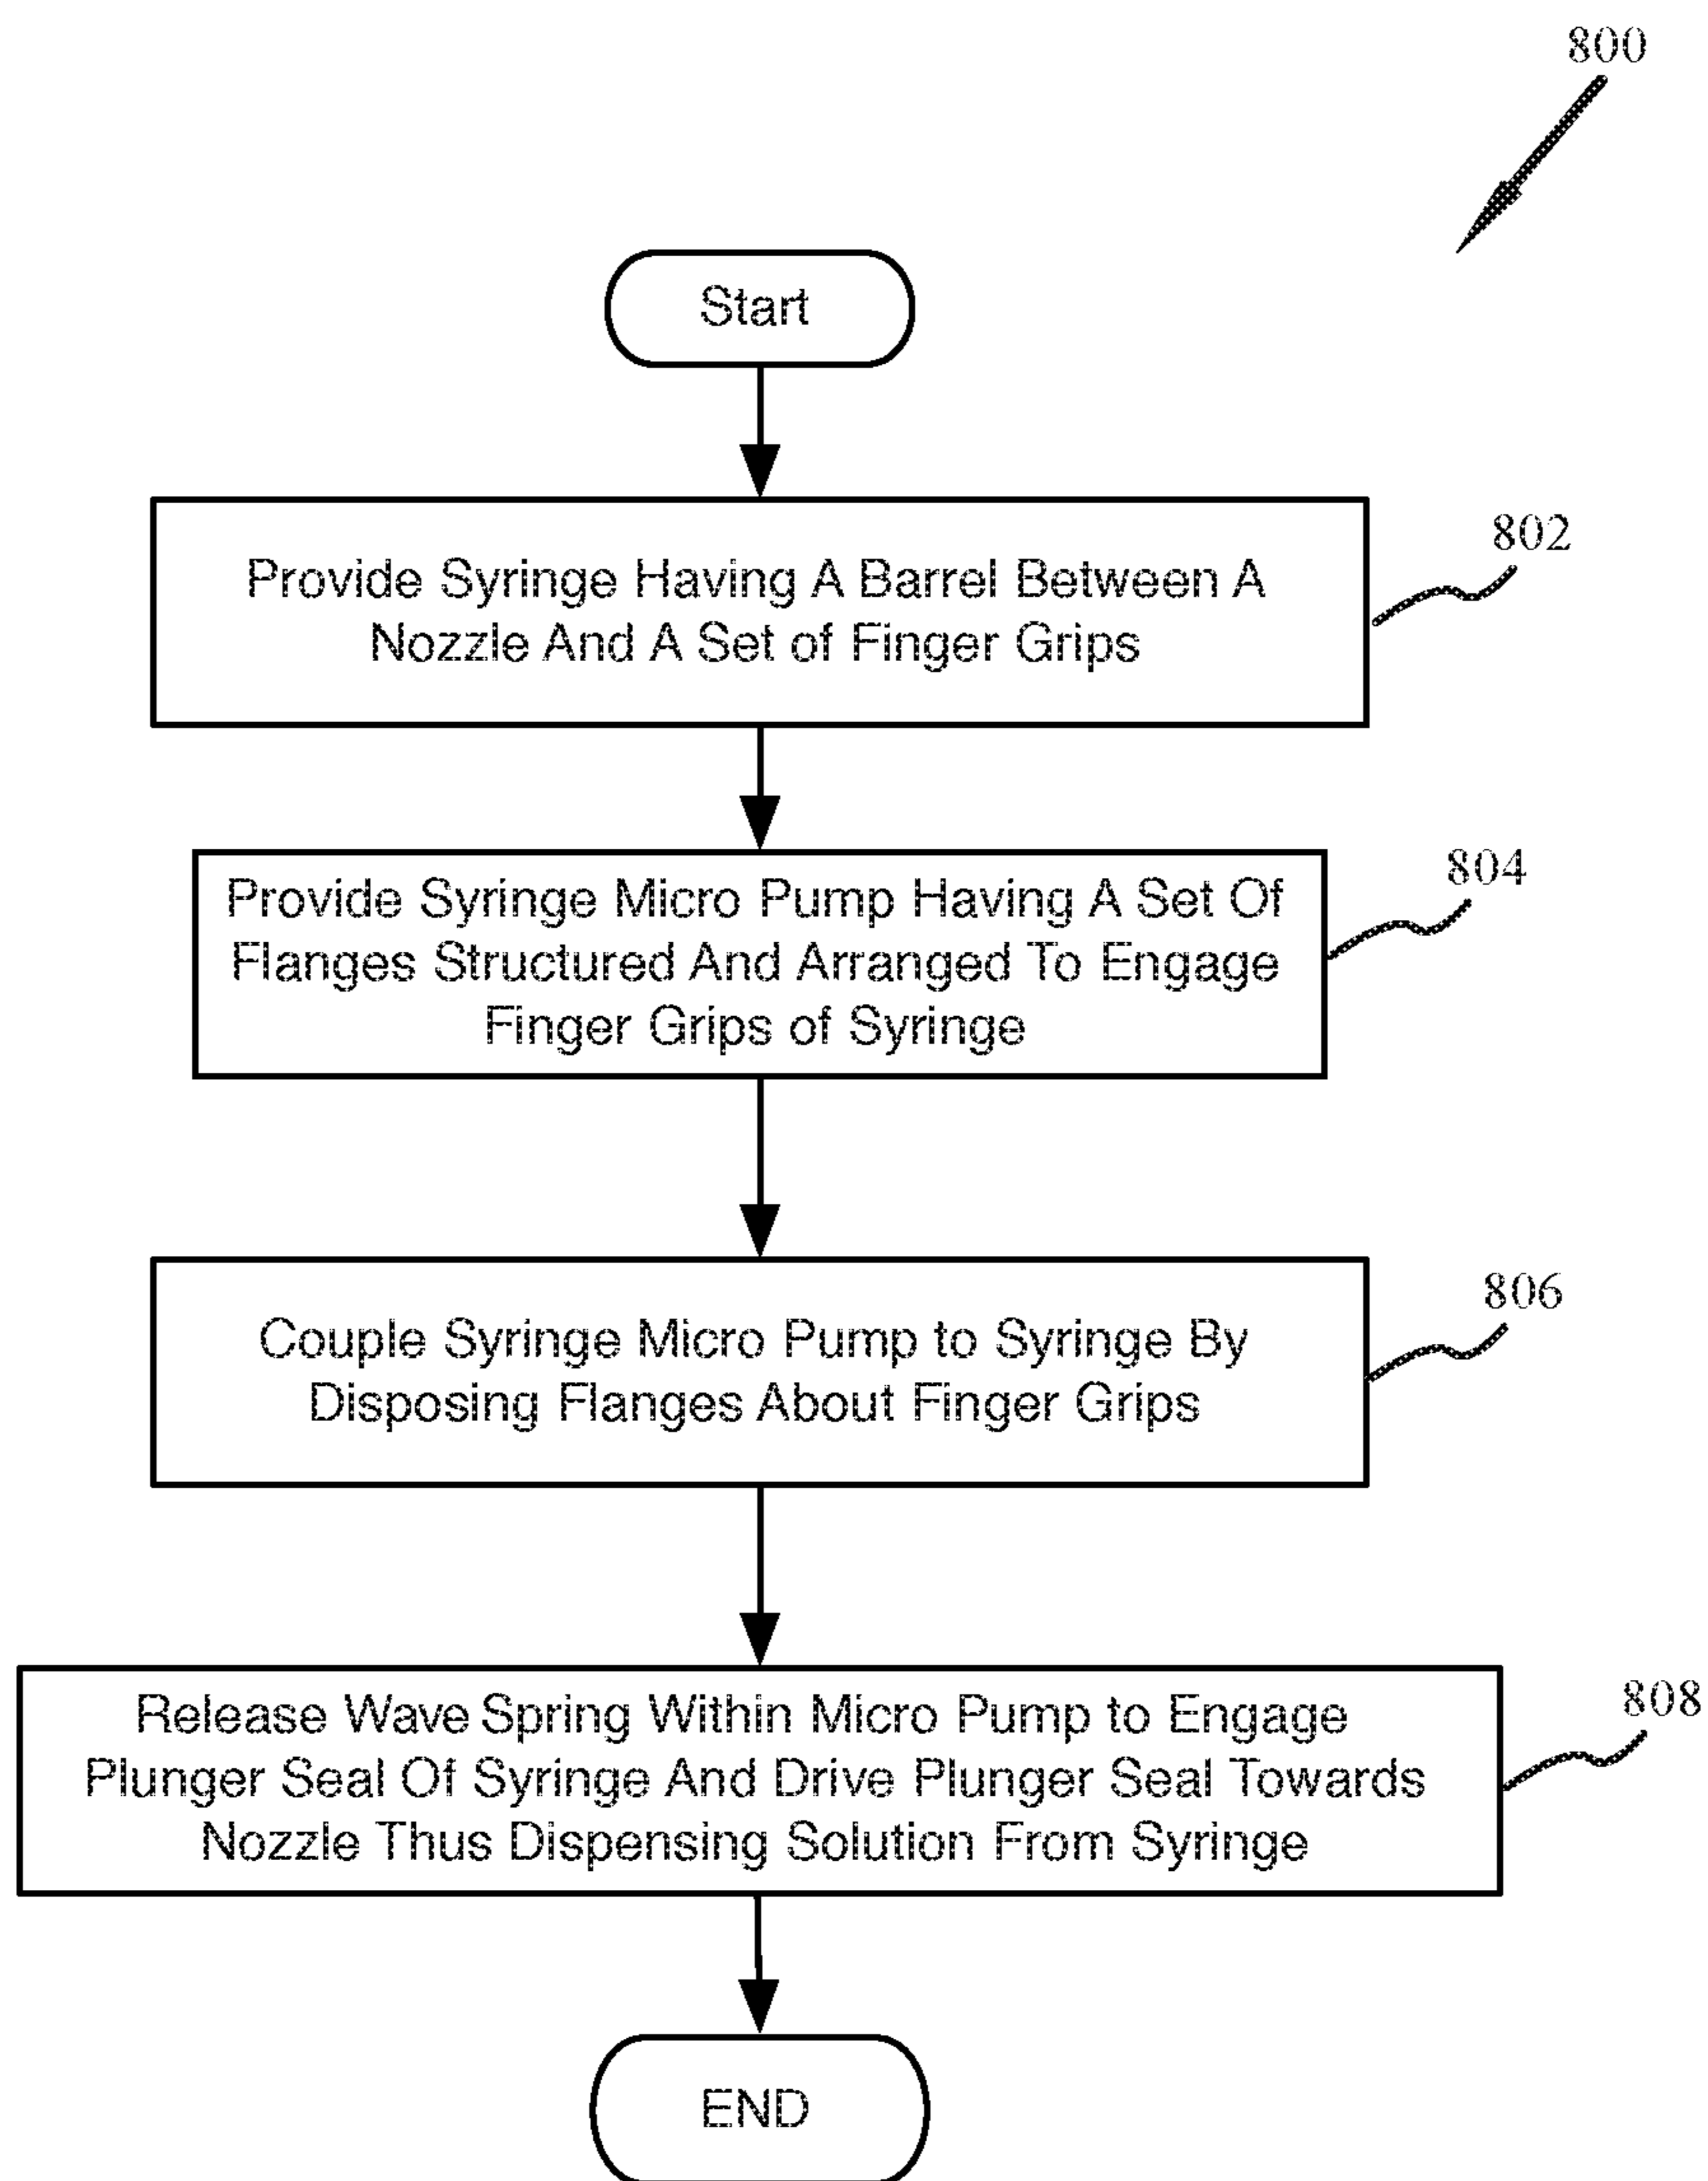 800
Start
802
Provide Syringe Having A Barrel Between A
Nozzle And A Set of Finger Grips
804
Provide Syringe Micro Pump Having A Set Of
Flanges Structured And Arranged To Engage
Finger Grips of Syringe
806
Couple Syringe Micro Pump to Syringe By
Disposing Flanges About Finger Grips
808
Release Wave Spring Within Micro Pump to Engage
Plunger Seal Of Syringe And Drive Plunger Seal Towards
Nozzle Thus Dispensing Solution From Syringe
END